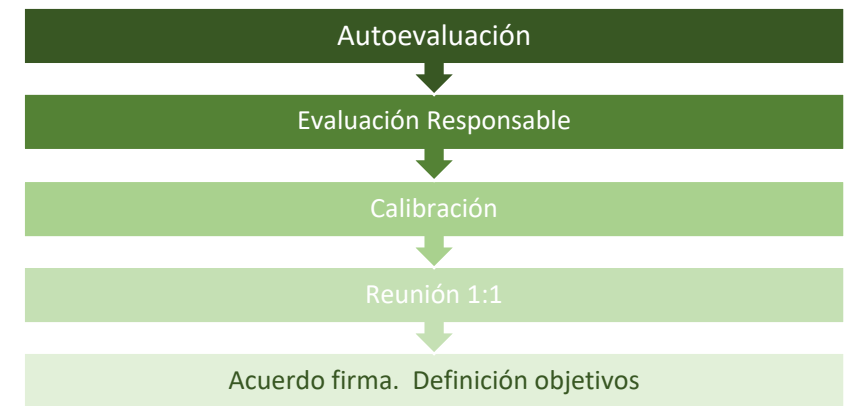 Autoevaluación
Evaluación Responsable
Calibración
Reunión 1:1
Acuerdo firma.  Definición objetivos